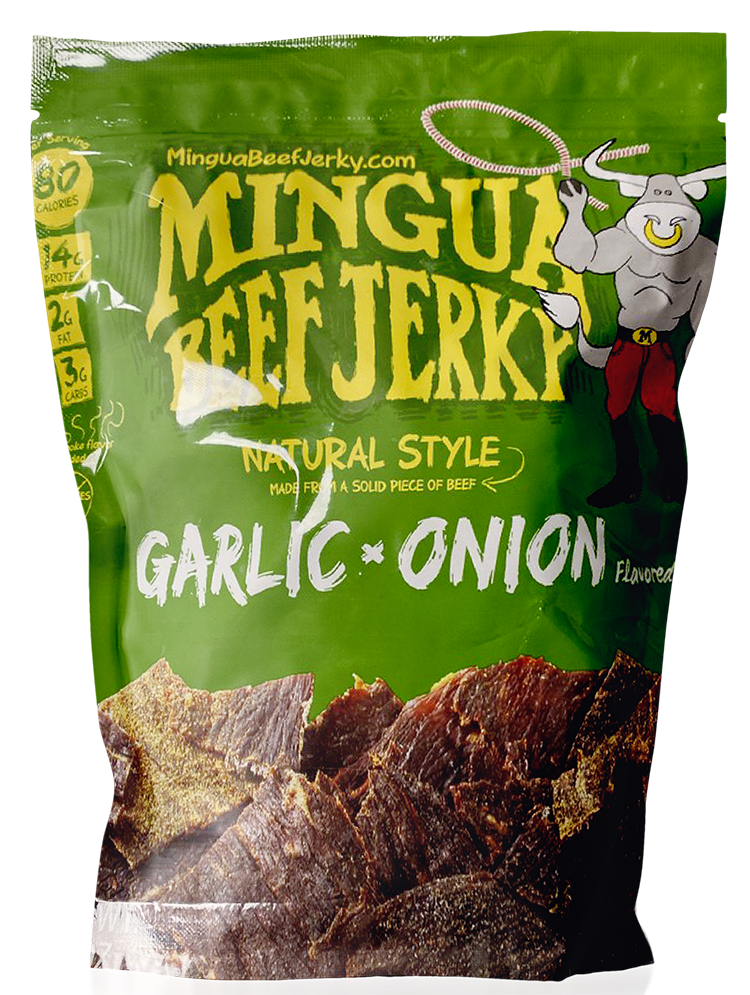 MinguaBeefJerky.com
MINGUA
BEEF JERKY
NATURAL STYLE
MADE FROM A SOLID PIECE OF BEEF
GARLIC × ONION
Flavored
M
Serving
80
CALORIES
14G
PROTEIN
2G
FAT
3G
CARBS